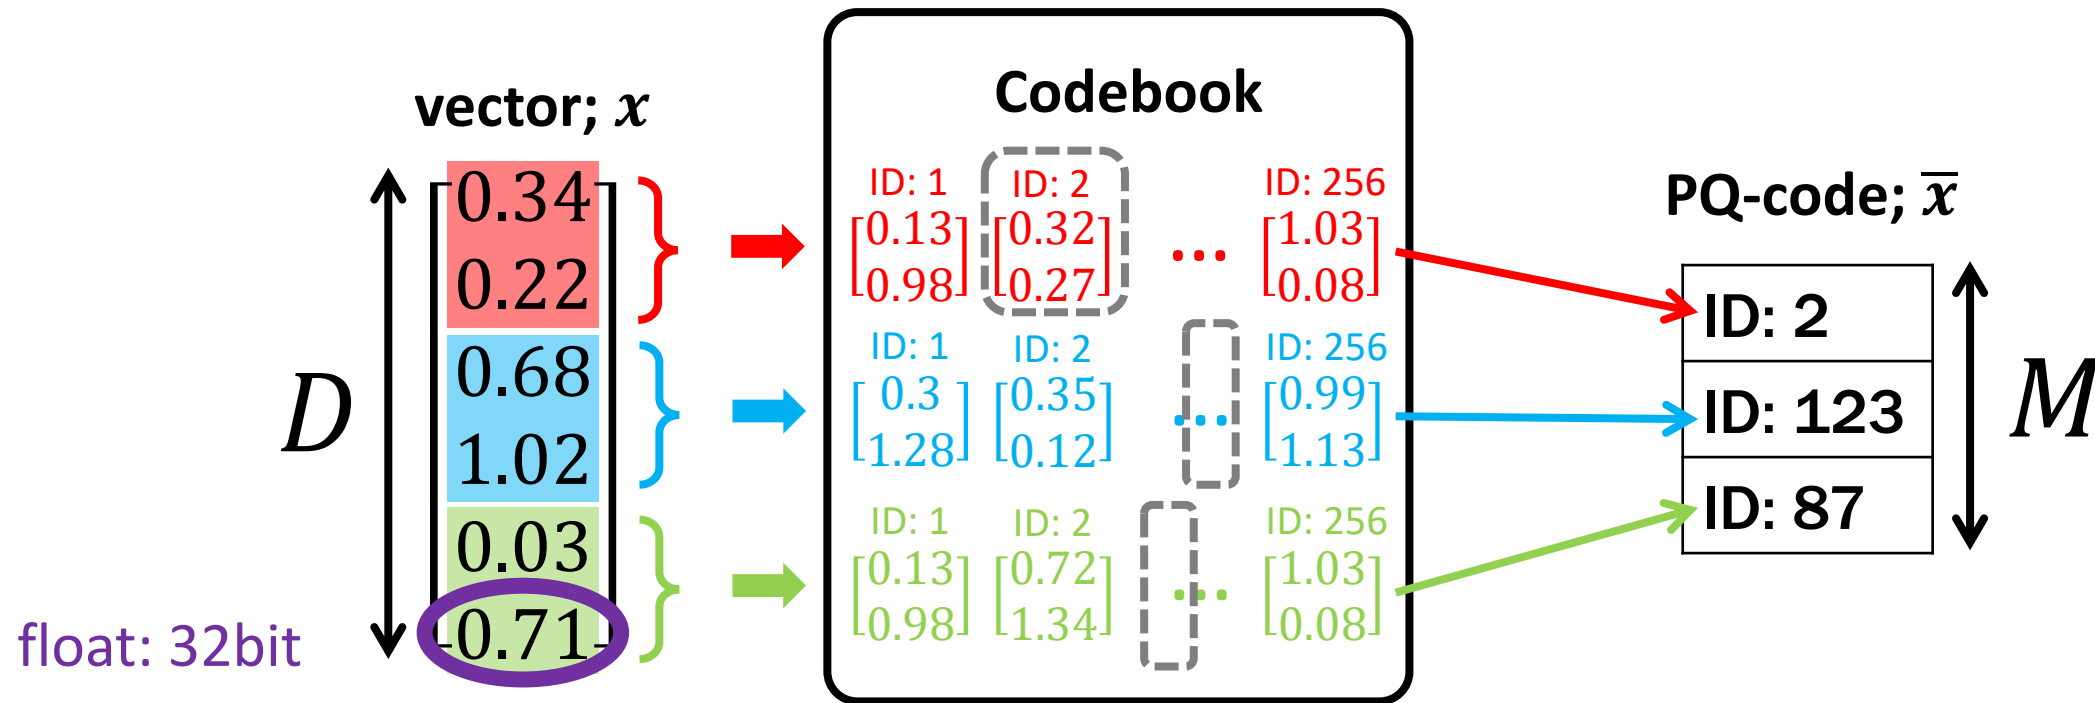 vector; x
D
0.34
0.22
0.68
1.02
0.03
0.71
float: 32bit
Codebook
ID: 1 ID: 2 ID: 256
0.13 0.32 ... 1.03
0.98 0.27 0.08
ID: 1 ID: 2 ID: 256
0.3 0.35 ... 0.99
1.28 0.12 1.13
ID: 1 ID: 2 ID: 256
0.13 0.72 ... 1.03
0.98 1.34 0.08
PQ-code; x̄
ID: 2
ID: 123
ID: 87
M